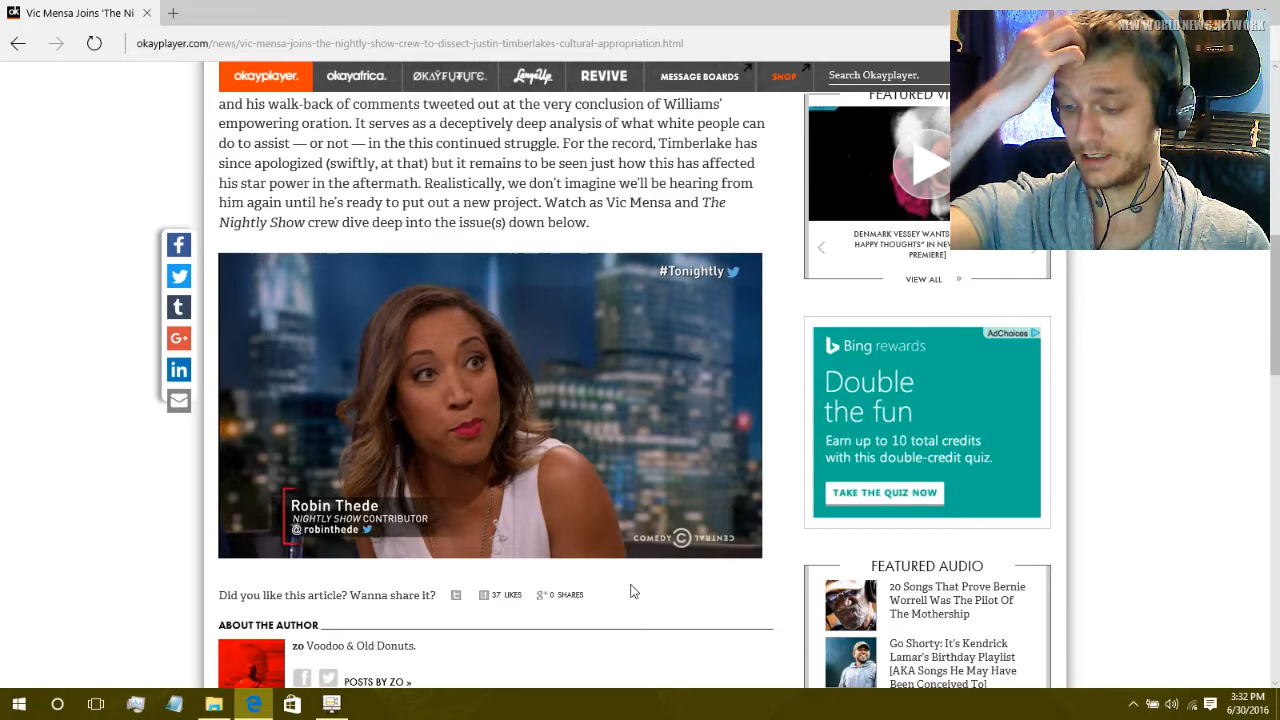 Vic Mensa Joins 'The Ni
okayplayer.com/news/vic-mensa-joins-the-nightly-show-crew-to-dissect-justin-timberlakes-cultural-appropriation.html
NEW WORLD NEWS NETWORK
okayplayer.
okayafrica.
OKAYFUTURE.
LargeUp
REVIVE
MESSAGE BOARDS
SHOP
Search Okayplayer.
and his walk-back of comments tweeted out at the very conclusion of Williams'
empowering oration. It serves as a deceptively deep analysis of what white people can
do to assist — or not — in the this continued struggle. For the record, Timberlake has
since apologized (swiftly, at that) but it remains to be seen just how this has affected
his star power in the aftermath. Realistically, we don't imagine we'll be hearing from
him again until he's ready to put out a new project. Watch as Vic Mensa and The
Nightly Show crew dive deep into the issue(s) down below.
FEATURED VI
DENMARK VESSEY WANTS
HAPPY THOUGHTS" IN NEW
PREMIERE]
VIEW ALL »
#Tonightly
Robin Thede
NIGHTLY SHOW CONTRIBUTOR
@robinthede
COMEDY CENTRAL
AdChoices
Bing rewards
Double
the fun
Earn up to 10 total credits
with this double-credit quiz.
TAKE THE QUIZ NOW
FEATURED AUDIO
20 Songs That Prove Bernie
Worrell Was The Pilot Of
The Mothership
Go Shorty: It's Kendrick
Lamar's Birthday Playlist
[AKA Songs He May Have
Been Conceived To]
Did you like this article? Wanna share it?
37 LIKES
0 SHARES
ABOUT THE AUTHOR
zo Voodoo & Old Donuts.
POSTS BY ZO »
3:32 PM
6/30/2016